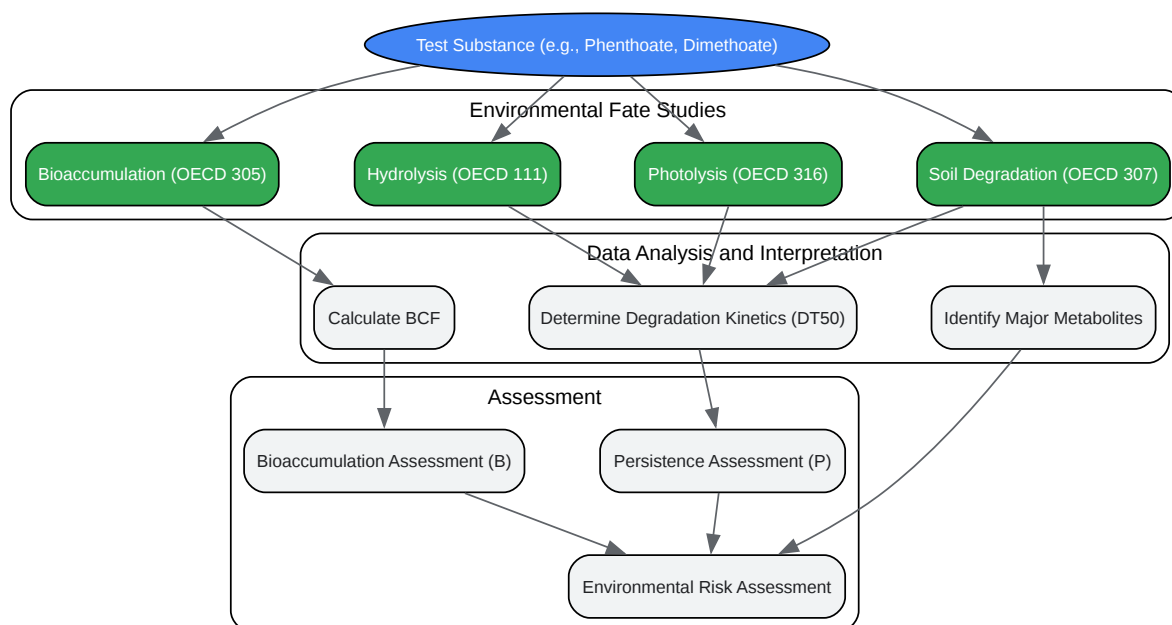 Test Substance (e.g., Phenthoate, Dimethoate)
Environmental Fate Studies
Bioaccumulation (OECD 305)
Hydrolysis (OECD 111)
Photolysis (OECD 316)
Soil Degradation (OECD 307)
Data Analysis and Interpretation
Calculate BCF
Determine Degradation Kinetics (DT50)
Identify Major Metabolites
Assessment
Bioaccumulation Assessment (B)
Persistence Assessment (P)
Environmental Risk Assessment